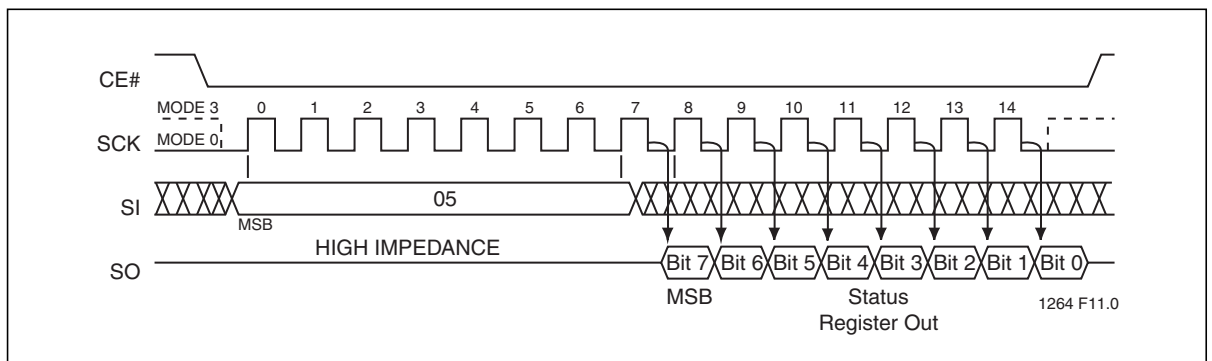 CE#
MODE 3 0 1 2 3 4 5 6 7 8 9 10 11 12 13 14
SCK MODE 0
SI 05
MSB
HIGH IMPEDANCE
SO Bit 7 Bit 6 Bit 5 Bit 4 Bit 3 Bit 2 Bit 1 Bit 0
MSB Status
Register Out
1264 F11.0